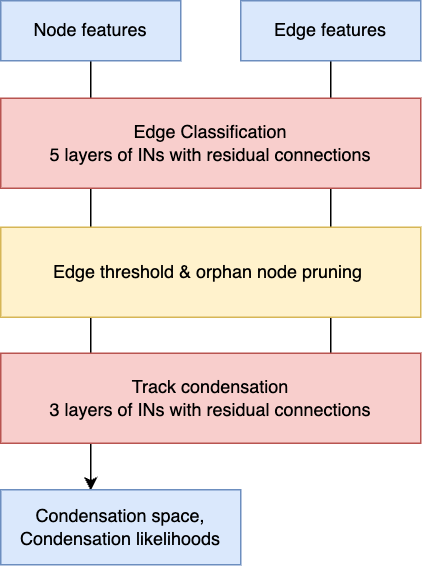 Node features
Edge features
Edge Classification
5 layers of INs with residual connections
Edge threshold & orphan node pruning
Track condensation
3 layers of INs with residual connections
Condensation space,
Condensation likelihoods